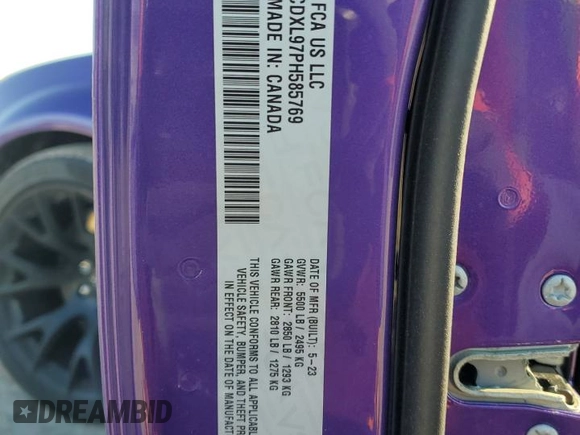 FCA US LLC
CDXL97PH585769
MADE IN: CANADA
DATE OF MFR (BUILT): 5-23
GVWR: 5500 LB / 2495 KG
GAWR FRONT: 2850 LB / 1293 KG
GAWR REAR: 2810 LB / 1275 KG
THIS VEHICLE CONFORMS TO ALL APPLICABL
VEHICLE SAFETY, BUMPER, AND THEFT PR
IN EFFECT ON THE DATE OF MANUFACT
DREAMBID